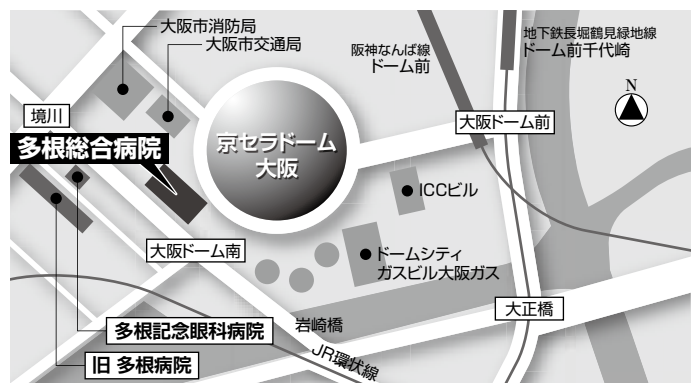 大阪市消防局
大阪市交通局
阪神なんば線
ドーム前
地下鉄長堀鶴見緑地線
ドーム前千代崎
N
境川
多根総合病院
京セラドーム
大阪
大阪ドーム前
ICCビル
大阪ドーム南
ドームシティ
ガスビル大阪ガス
大正橋
岩崎橋
多根記念眼科病院
JR環状線
旧 多根病院